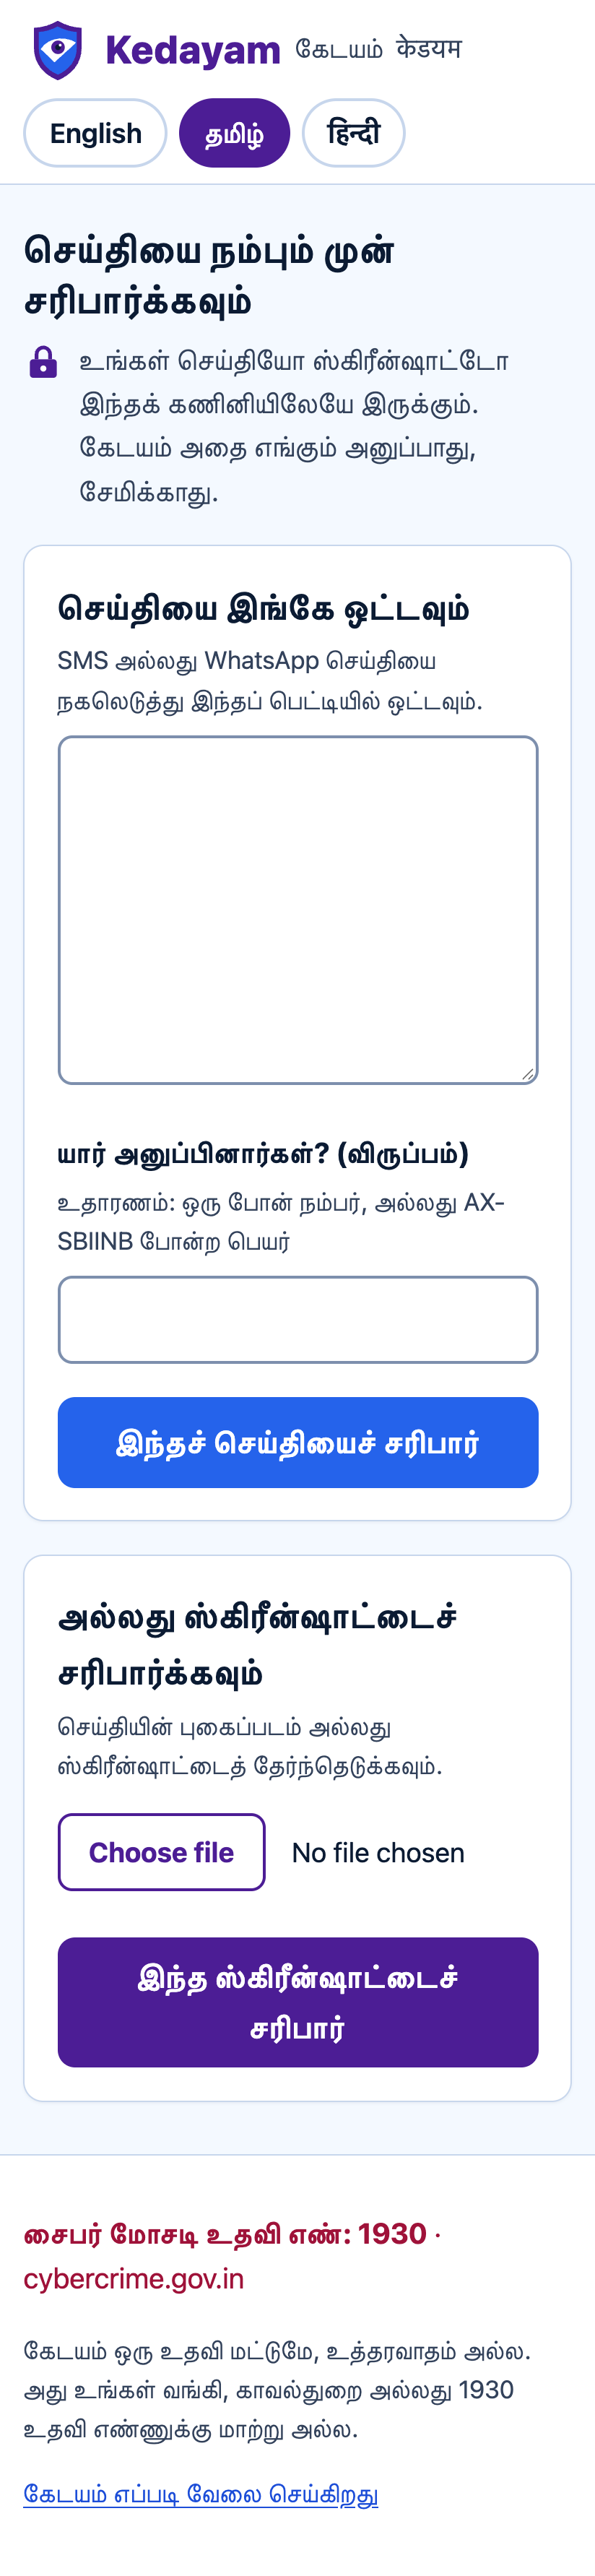 Kedayam கேடயம் केडयम
English தமிழ் हिन्दी
செய்தியை நம்பும் முன்
சரிபார்க்கவும்
உங்கள் செய்தியோ ஸ்கிரீன்ஷாட்டோ
இந்தக் கணினியிலேயே இருக்கும்.
கேடயம் அதை எங்கும் அனுப்பாது,
சேமிக்காது.
செய்தியை இங்கே ஒட்டவும்
SMS அல்லது WhatsApp செய்தியை
நகலெடுத்து இந்தப் பெட்டியில் ஒட்டவும்.
யார் அனுப்பினார்கள்? (விருப்பம்)
உதாரணம்: ஒரு போன் நம்பர், அல்லது AX-
SBIINB போன்ற பெயர்
இந்தச் செய்தியைச் சரிபார்
அல்லது ஸ்கிரீன்ஷாட்டைச்
சரிபார்க்கவும்
செய்தியின் புகைப்படம் அல்லது
ஸ்கிரீன்ஷாட்டைத் தேர்ந்தெடுக்கவும்.
Choose file No file chosen
இந்த ஸ்கிரீன்ஷாட்டைச்
சரிபார்
சைபர் மோசடி உதவி எண்: 1930 ·
cybercrime.gov.in
கேடயம் ஒரு உதவி மட்டுமே, உத்தரவாதம் அல்ல.
அது உங்கள் வங்கி, காவல்துறை அல்லது 1930
உதவி எண்ணுக்கு மாற்று அல்ல.
கேடயம் எப்படி வேலை செய்கிறது